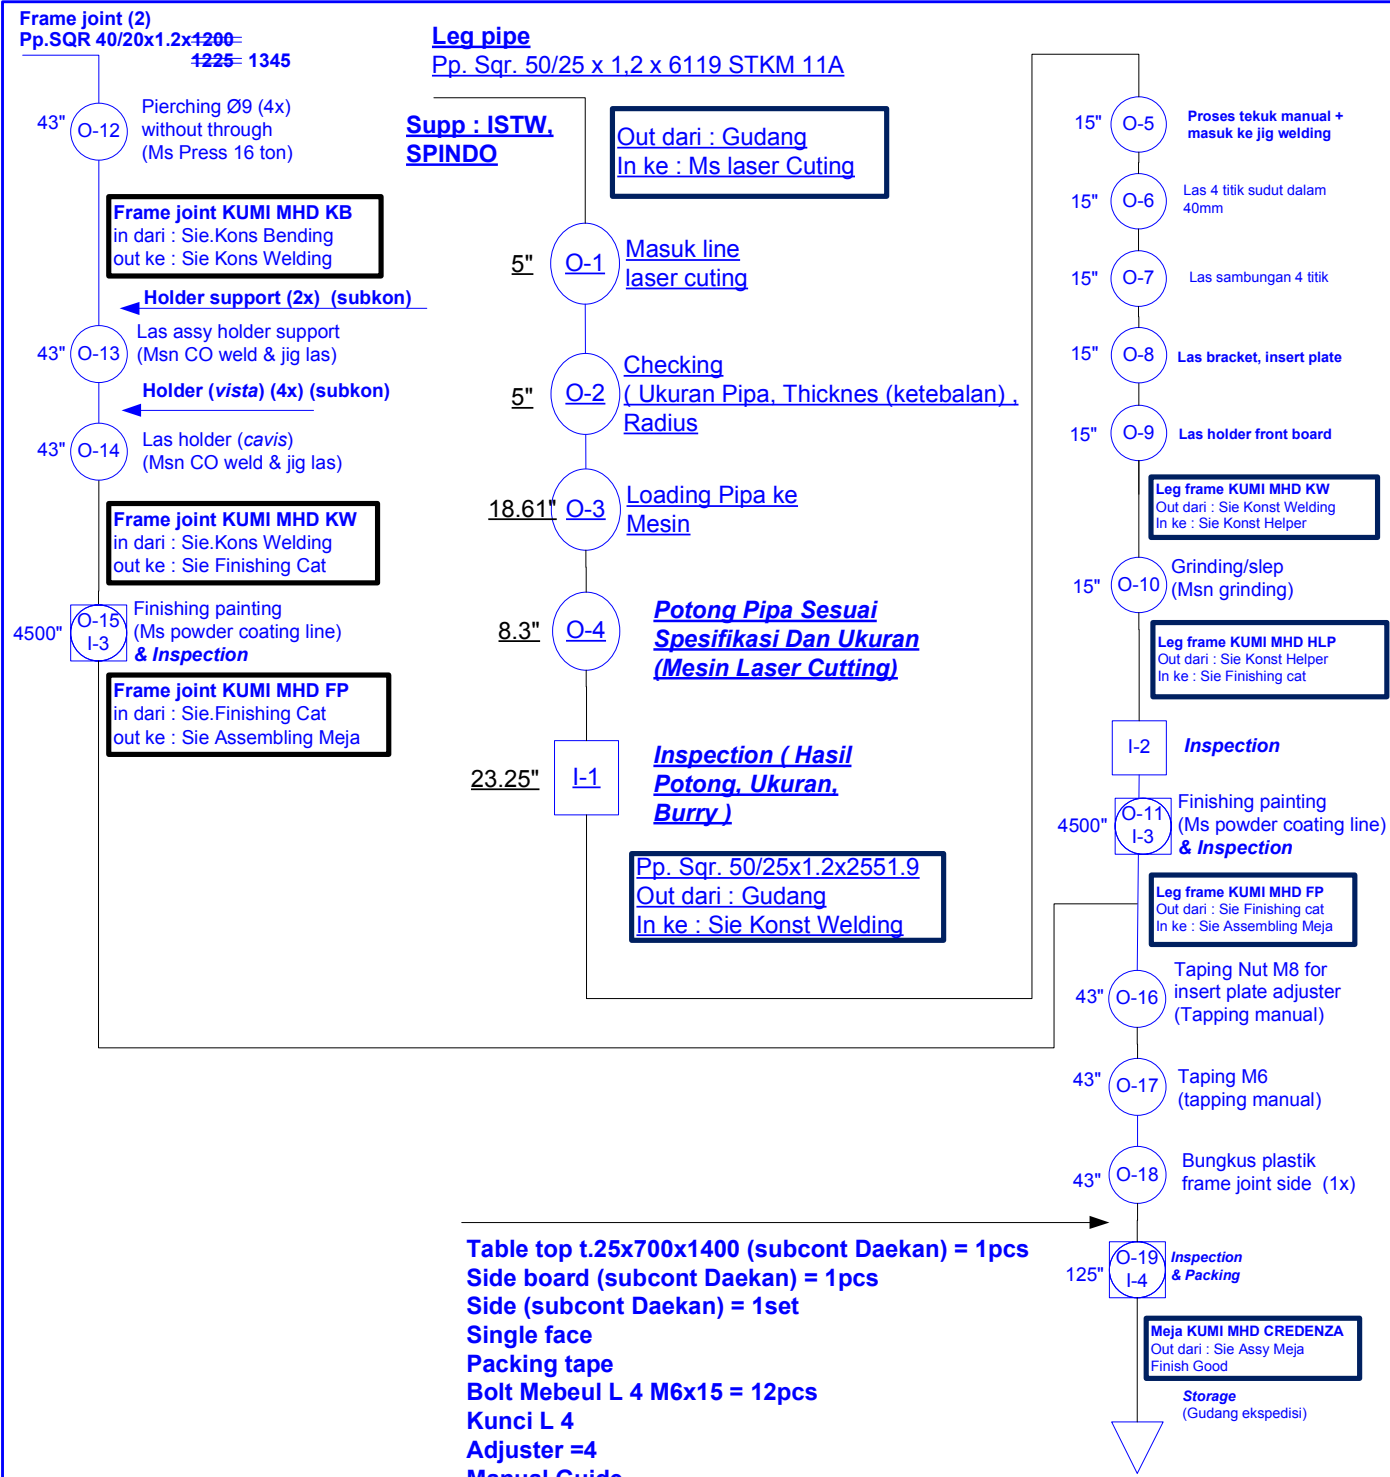 Frame joint (2)
Pp.SQR 40/20x1.2x1200
1225 1345
43" O-12
Pierching Ø9 (4x)
without through
(Ms Press 16 ton)
Frame joint KUMI MHD KB
in dari : Sie.Kons Bending
out ke : Sie Kons Welding
Holder support (2x) (subkon)
43" O-13
Las assy holder support
(Msn CO weld & jig las)
Holder (vista) (4x) (subkon)
43" O-14
Las holder (cavis)
(Msn CO weld & jig las)
Frame joint KUMI MHD KW
in dari : Sie.Kons Welding
out ke : Sie Finishing Cat
4500" O-15
I-3
Finishing painting
(Ms powder coating line)
& Inspection
Frame joint KUMI MHD FP
in dari : Sie.Finishing Cat
out ke : Sie Assembling Meja
Leg pipe
Pp. Sqr. 50/25 x 1,2 x 6119 STKM 11A
Supp : ISTW,
SPINDO
Out dari : Gudang
In ke : Ms laser Cuting
5" O-1
Masuk line
laser cuting
5" O-2
Checking
( Ukuran Pipa, Thicknes (ketebalan) ,
Radius
18.61" O-3
Loading Pipa ke
Mesin
8.3" O-4
Potong Pipa Sesuai
Spesifikasi Dan Ukuran
(Mesin Laser Cutting)
23.25" I-1
Inspection ( Hasil
Potong, Ukuran,
Burry )
Pp. Sqr. 50/25x1.2x2551.9
Out dari : Gudang
In ke : Sie Konst Welding
15" O-5
Proses tekuk manual +
masuk ke jig welding
15" O-6
Las 4 titik sudut dalam
40mm
15" O-7
Las sambungan 4 titik
15" O-8
Las bracket, insert plate
15" O-9
Las holder front board
Leg frame KUMI MHD KW
Out dari : Sie Konst Welding
In ke : Sie Konst Helper
15" O-10
Grinding/slep
(Msn grinding)
Leg frame KUMI MHD HLP
Out dari : Sie Konst Helper
In ke : Sie Finishing cat
I-2
Inspection
4500" O-11
I-3
Finishing painting
(Ms powder coating line)
& Inspection
Leg frame KUMI MHD FP
Out dari : Sie Finishing cat
In ke : Sie Assembling Meja
43" O-16
Taping Nut M8 for
insert plate adjuster
(Tapping manual)
43" O-17
Taping M6
(tapping manual)
43" O-18
Bungkus plastik
frame joint side (1x)
Table top t.25x700x1400 (subcont Daekan) = 1pcs
Side board (subcont Daekan) = 1pcs
Side (subcont Daekan) = 1set
Single face
Packing tape
Bolt Mebeul L 4 M6x15 = 12pcs
Kunci L 4
Adjuster =4
Manual Guide
125" O-19
I-4
Inspection
& Packing
Meja KUMI MHD CREDENZA
Out dari : Sie Assy Meja
Finish Good
Storage
(Gudang ekspedisi)